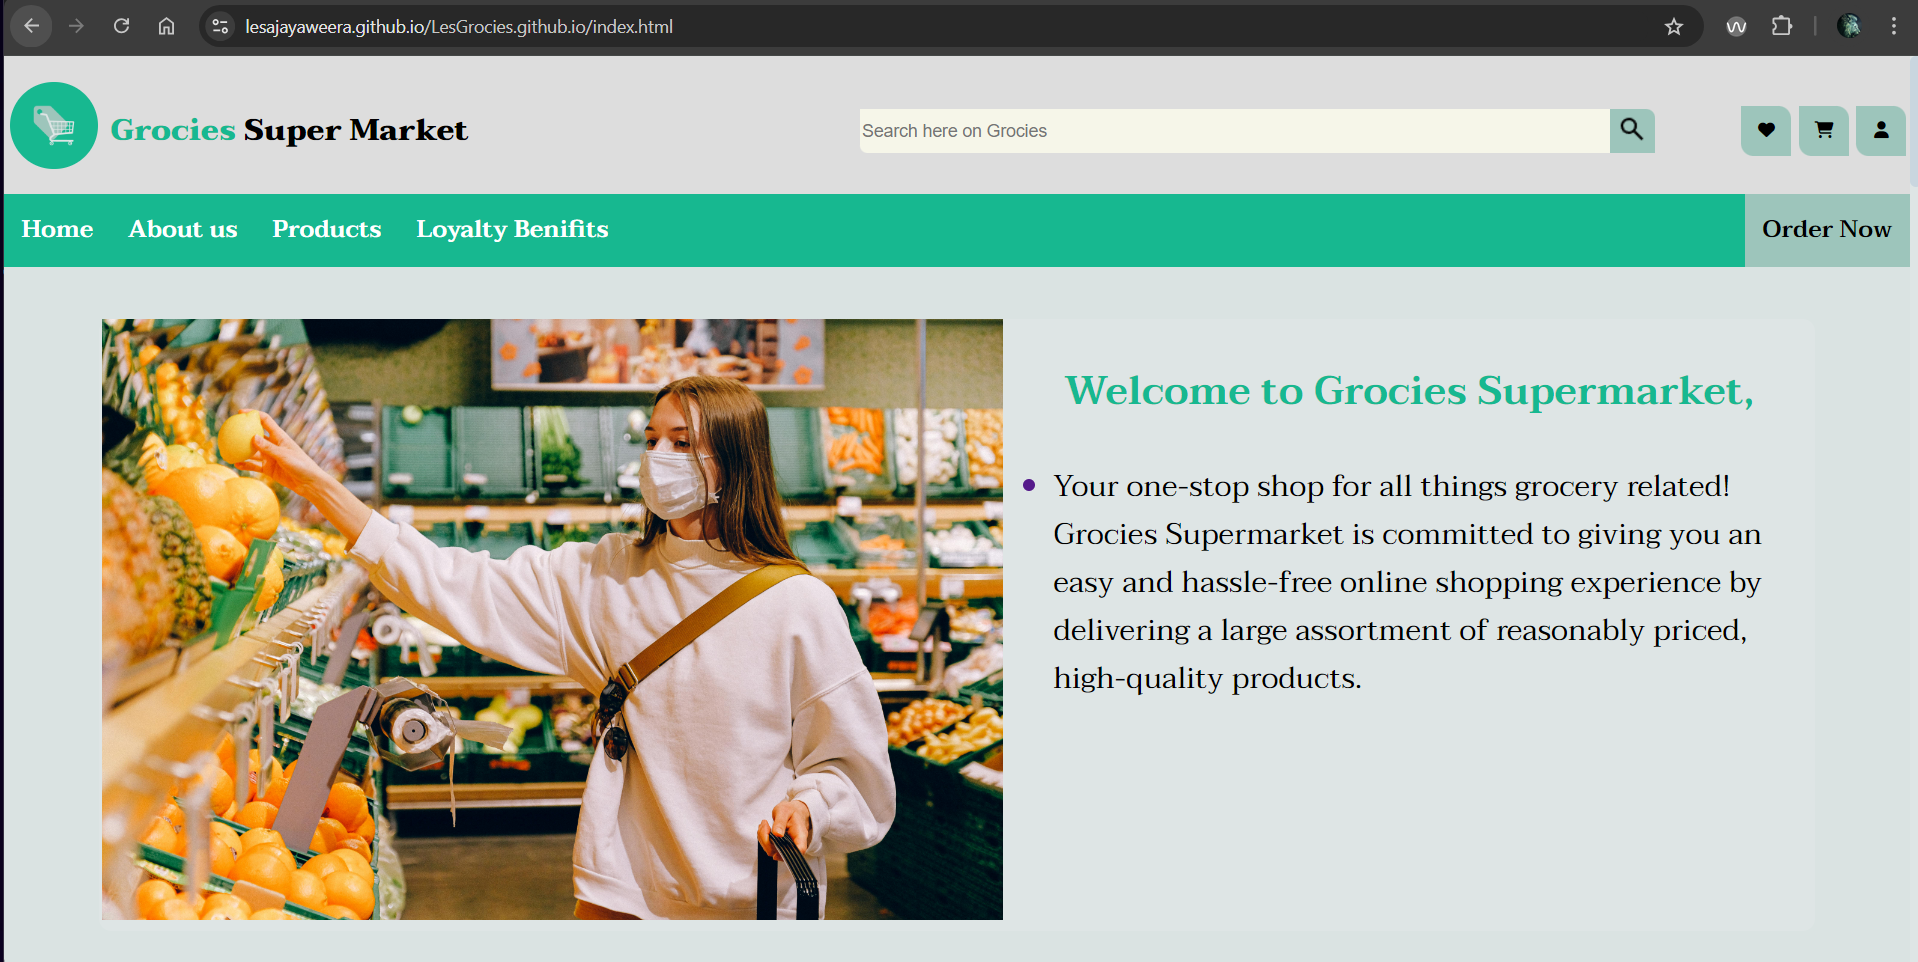 lesajayaweera.github.io/LesGrocies.github.io/index.html
Grocies Super Market
Search here on Grocies
Home About us Products Loyalty Benifits Order Now
Welcome to Grocies Supermarket,
Your one-stop shop for all things grocery related!
Grocies Supermarket is committed to giving you an
easy and hassle-free online shopping experience by
delivering a large assortment of reasonably priced,
high-quality products.